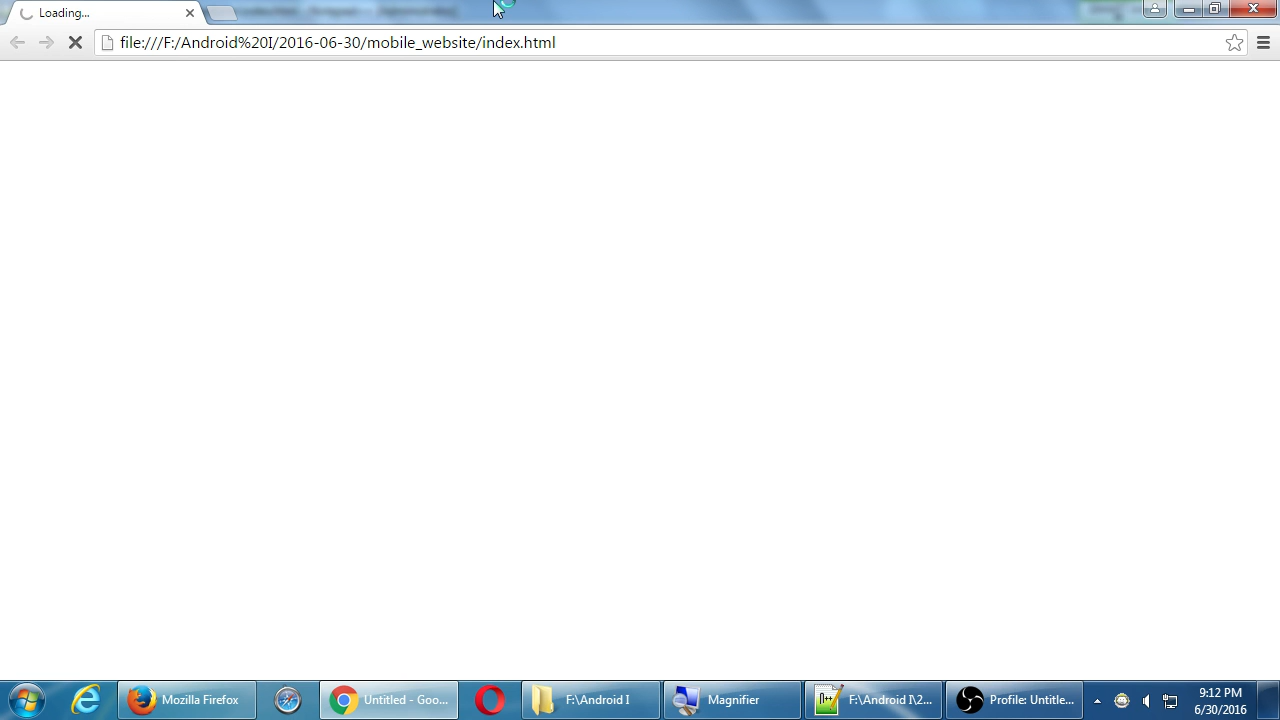 Loading...
file:///F:/Android%20I/2016-06-30/mobile_website/index.html
Mozilla Firefox
Untitled - Goo...
F:\Android I
Magnifier
F:\Android I\2...
Profile: Untitle...
9:12 PM
6/30/2016